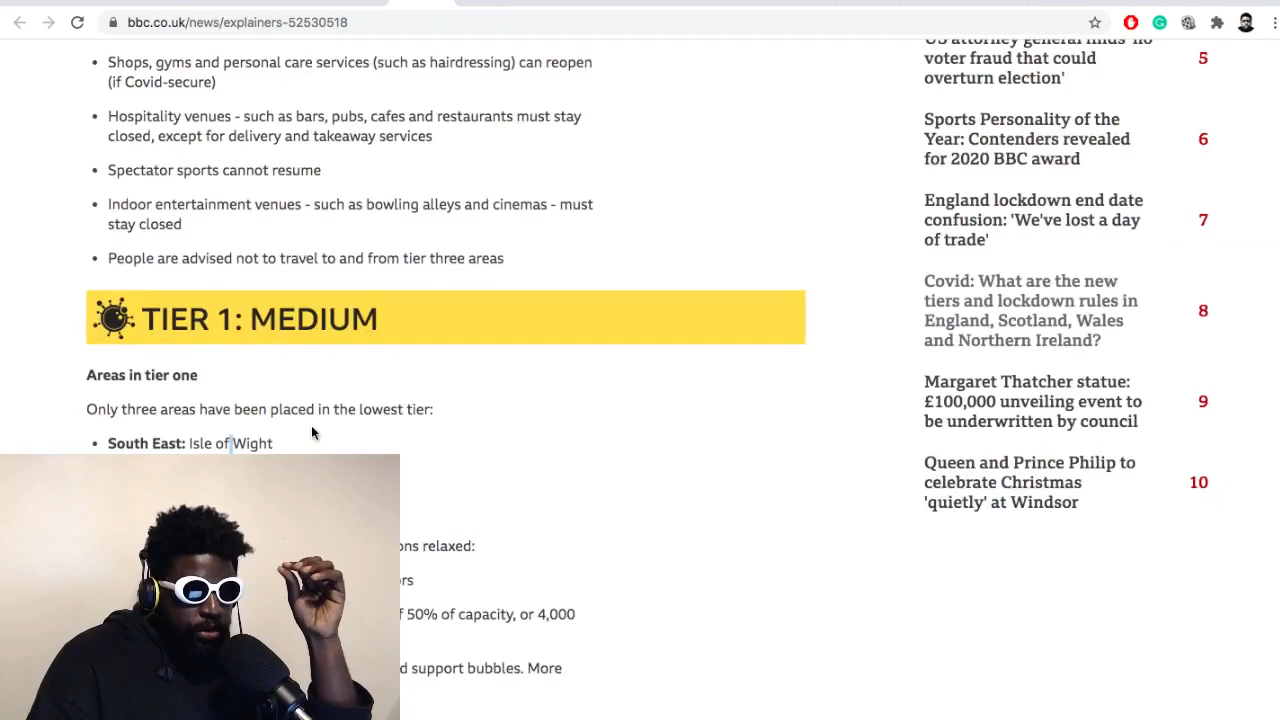 bbc.co.uk/news/explainers-52530518
• Shops, gyms and personal care services (such as hairdressing) can reopen
(if Covid-secure)
• Hospitality venues - such as bars, pubs, cafes and restaurants must stay
closed, except for delivery and takeaway services
• Spectator sports cannot resume
• Indoor entertainment venues - such as bowling alleys and cinemas - must
stay closed
• People are advised not to travel to and from tier three areas
TIER 1: MEDIUM
Areas in tier one
Only three areas have been placed in the lowest tier:
• South East: Isle of Wight
relaxed:
50% of capacity, or 4,000
support bubbles. More
US attorney general finds 'no
voter fraud that could
overturn election'
5
Sports Personality of the
Year: Contenders revealed
for 2020 BBC award
6
England lockdown end date
confusion: 'We've lost a day
of trade'
7
Covid: What are the new
tiers and lockdown rules in
England, Scotland, Wales
and Northern Ireland?
8
Margaret Thatcher statue:
£100,000 unveiling event to
be underwritten by council
9
Queen and Prince Philip to
celebrate Christmas
'quietly' at Windsor
10